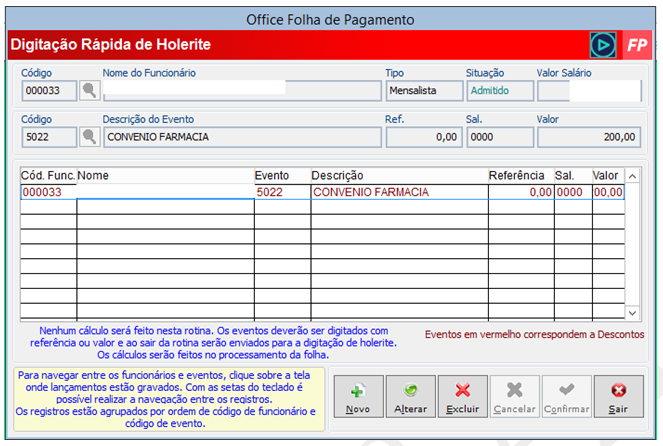 Office Folha de Pagamento
Digitação Rápida de Holerite FP
Código Nome do Funcionário Tipo Situação Valor Salário
000033 Mensalista Admitido
Código Descrição do Evento Ref. Sal. Valor
5022 CONVENIO FARMACIA 0,00 0000 200,00
Cód. Func. Nome Evento Descrição Referência Sal. Valor
000033 5022 CONVENIO FARMACIA 0,00 0000 00,00
Nenhum cálculo será feito nesta rotina. Os eventos deverão ser digitados com
referência ou valor e ao sair da rotina serão enviados para a digitação de holerite.
Os cálculos serão feitos no processamento da folha.
Eventos em vermelho correspondem a Descontos
Para navegar entre os funcionários e eventos, clique sobre a tela
onde lançamentos estão gravados. Com as setas do teclado é
possível realizar a navegação entre os registros.
Os registros estão agrupados por ordem de código de funcionário e
código de evento.
Novo Alterar Excluir Cancelar Confirmar Sair